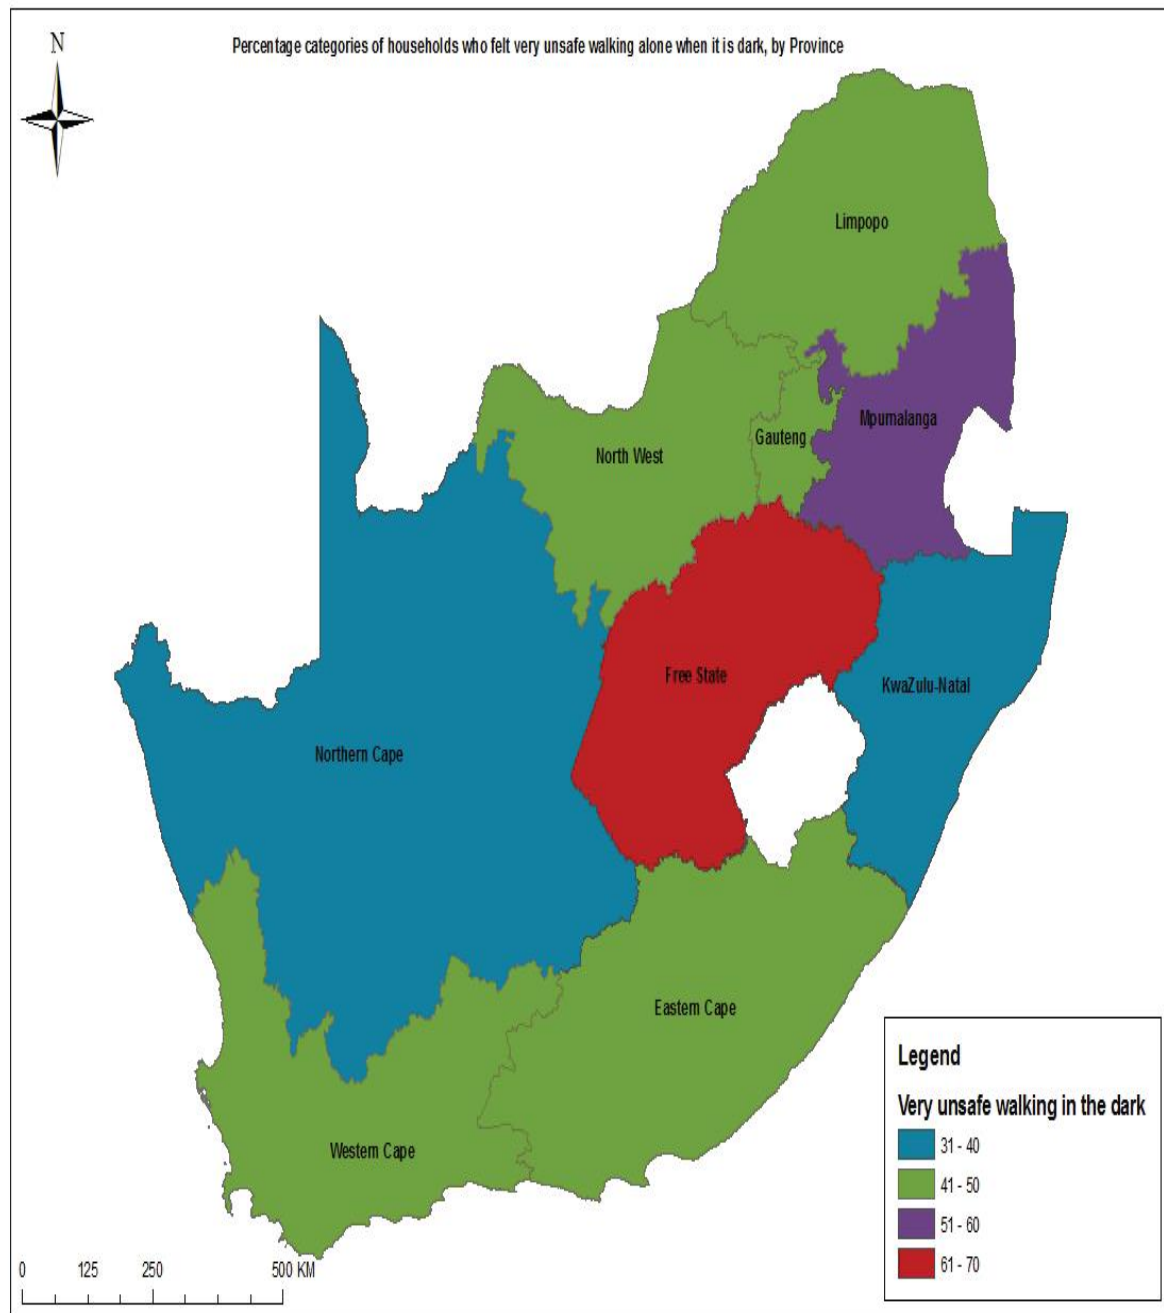 N
Percentage categories of households who felt very unsafe walking alone when it is dark, by Province
Limpopo
Mpumalanga
Gauteng
North West
Free State
KwaZulu-Natal
Northern Cape
Eastern Cape
Western Cape
Legend
Very unsafe walking in the dark
31 - 40
41 - 50
51 - 60
61 - 70
0 125 250 500 KM